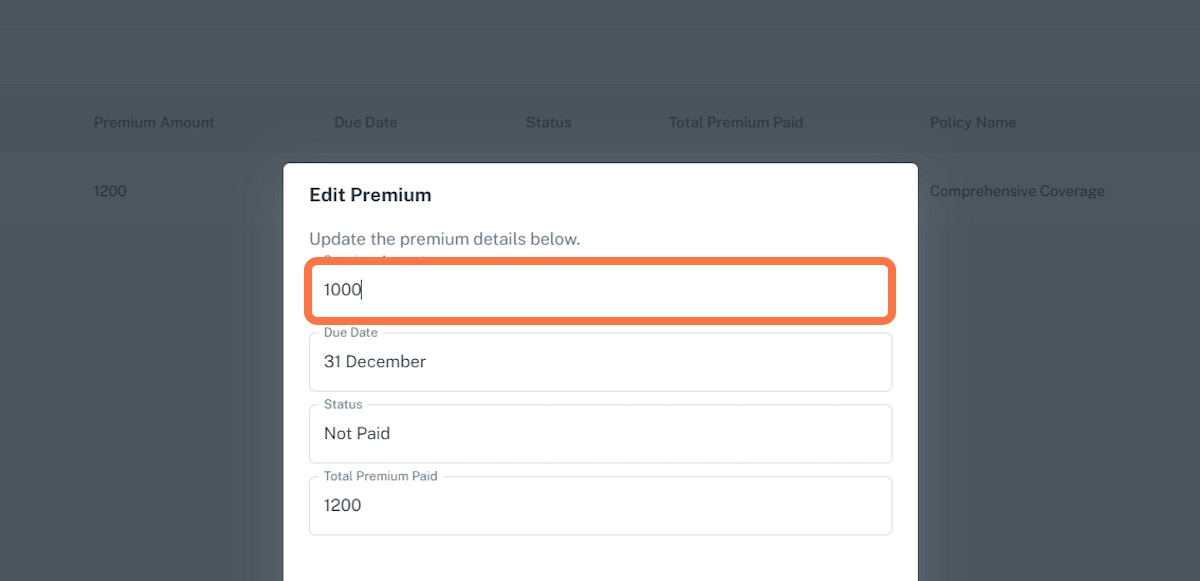 Premium Amount Due Date Status Total Premium Paid Policy Name
1200 Comprehensive Coverage
Edit Premium
Update the premium details below.
1000
Due Date
31 December
Status
Not Paid
Total Premium Paid
1200